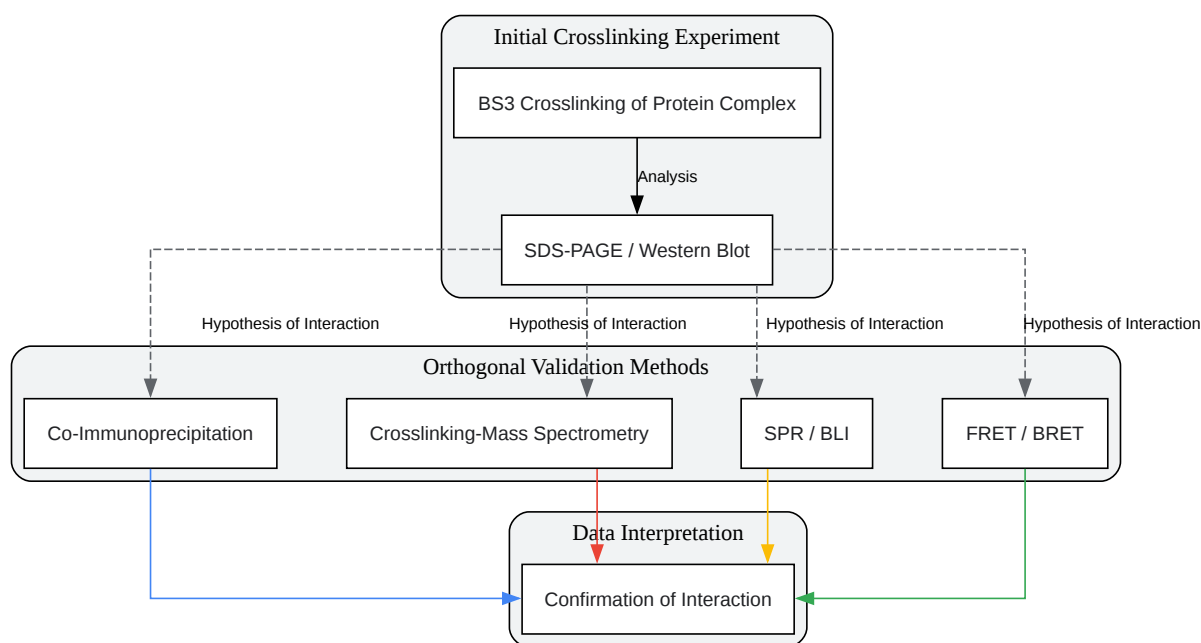 Initial Crosslinking Experiment
BS3 Crosslinking of Protein Complex
Analysis
SDS-PAGE / Western Blot
Hypothesis of Interaction
Hypothesis of Interaction
Hypothesis of Interaction
Hypothesis of Interaction
Orthogonal Validation Methods
Co-Immunoprecipitation
Crosslinking-Mass Spectrometry
SPR / BLI
FRET / BRET
Data Interpretation
Confirmation of Interaction